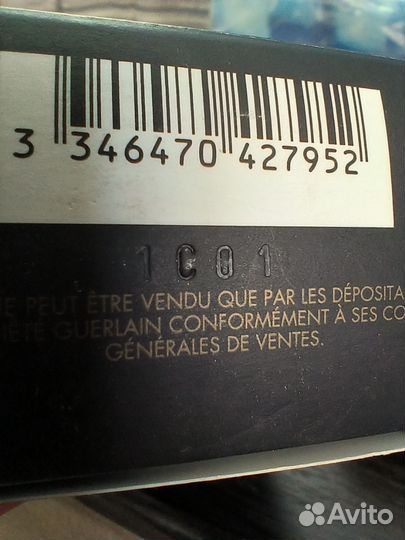 3 346470 427952
1C01
NE PEUT ÊTRE VENDU QUE PAR LES DÉPOSITA
GUERLAIN CONFORMÉMENT À SES CO
GÉNÉRALES DE VENTES.
Avito